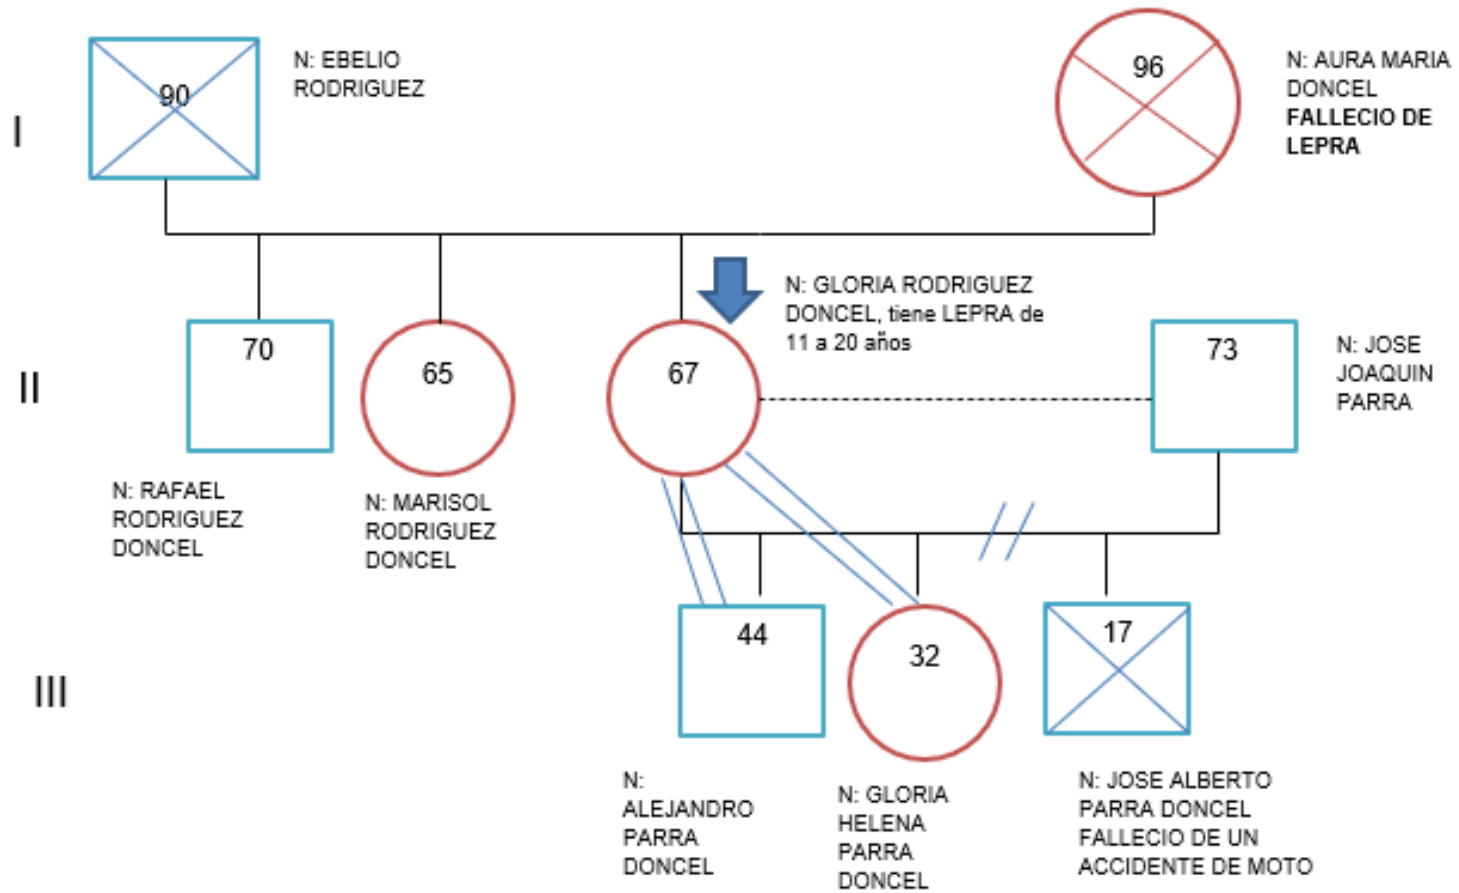 I
90
N: EBELIO
RODRIGUEZ
96
N: AURA MARIA
DONCEL
FALLECIO DE
LEPRA
II
70
N: RAFAEL
RODRIGUEZ
DONCEL
65
N: MARISOL
RODRIGUEZ
DONCEL
67
N: GLORIA RODRIGUEZ
DONCEL, tiene LEPRA de
11 a 20 años
73
N: JOSE
JOAQUIN
PARRA
III
44
N:
ALEJANDRO
PARRA
DONCEL
32
N: GLORIA
HELENA
PARRA
DONCEL
17
N: JOSE ALBERTO
PARRA DONCEL
FALLECIO DE UN
ACCIDENTE DE MOTO